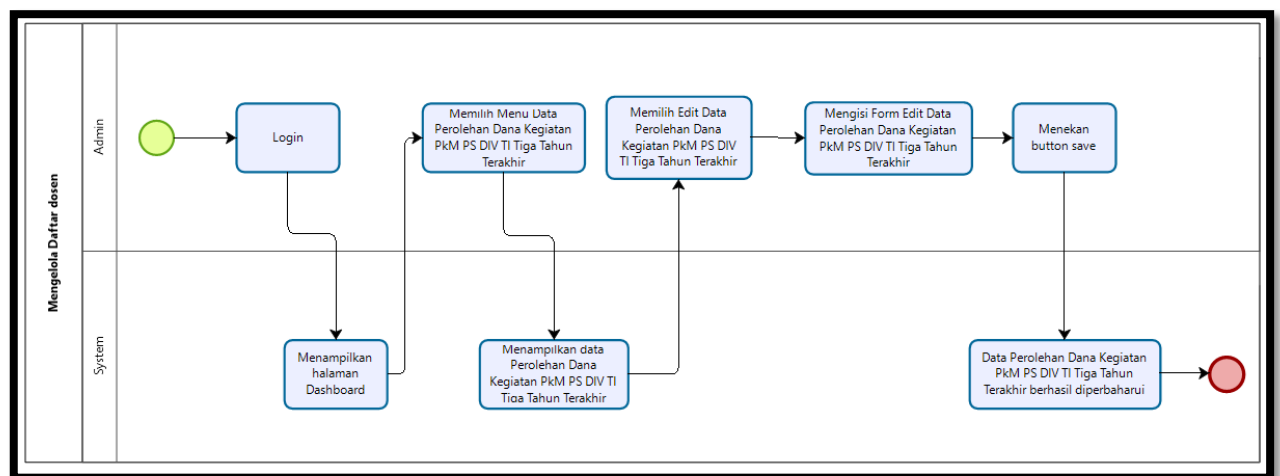 Mengelola Daftar dosen
Admin
Login
Memilih Menu Data
Perolehan Dana Kegiatan
PkM PS DIV TI Tiga Tahun
Terakhir
Memilih Edit Data
Perolehan Dana
Kegiatan PkM PS DIV
TI Tiga Tahun Terakhir
Mengisi Form Edit Data
Perolehan Dana Kegiatan
PkM PS DIV TI Tiga Tahun
Terakhir
Menekan
button save
System
Menampilkan
halaman
Dashboard
Menampilkan data
Perolehan Dana
Kegiatan PkM PS DIV TI
Tiga Tahun Terakhir
Data Perolehan Dana Kegiatan
PkM PS DIV TI Tiga Tahun
Terakhir berhasil diperbaharui